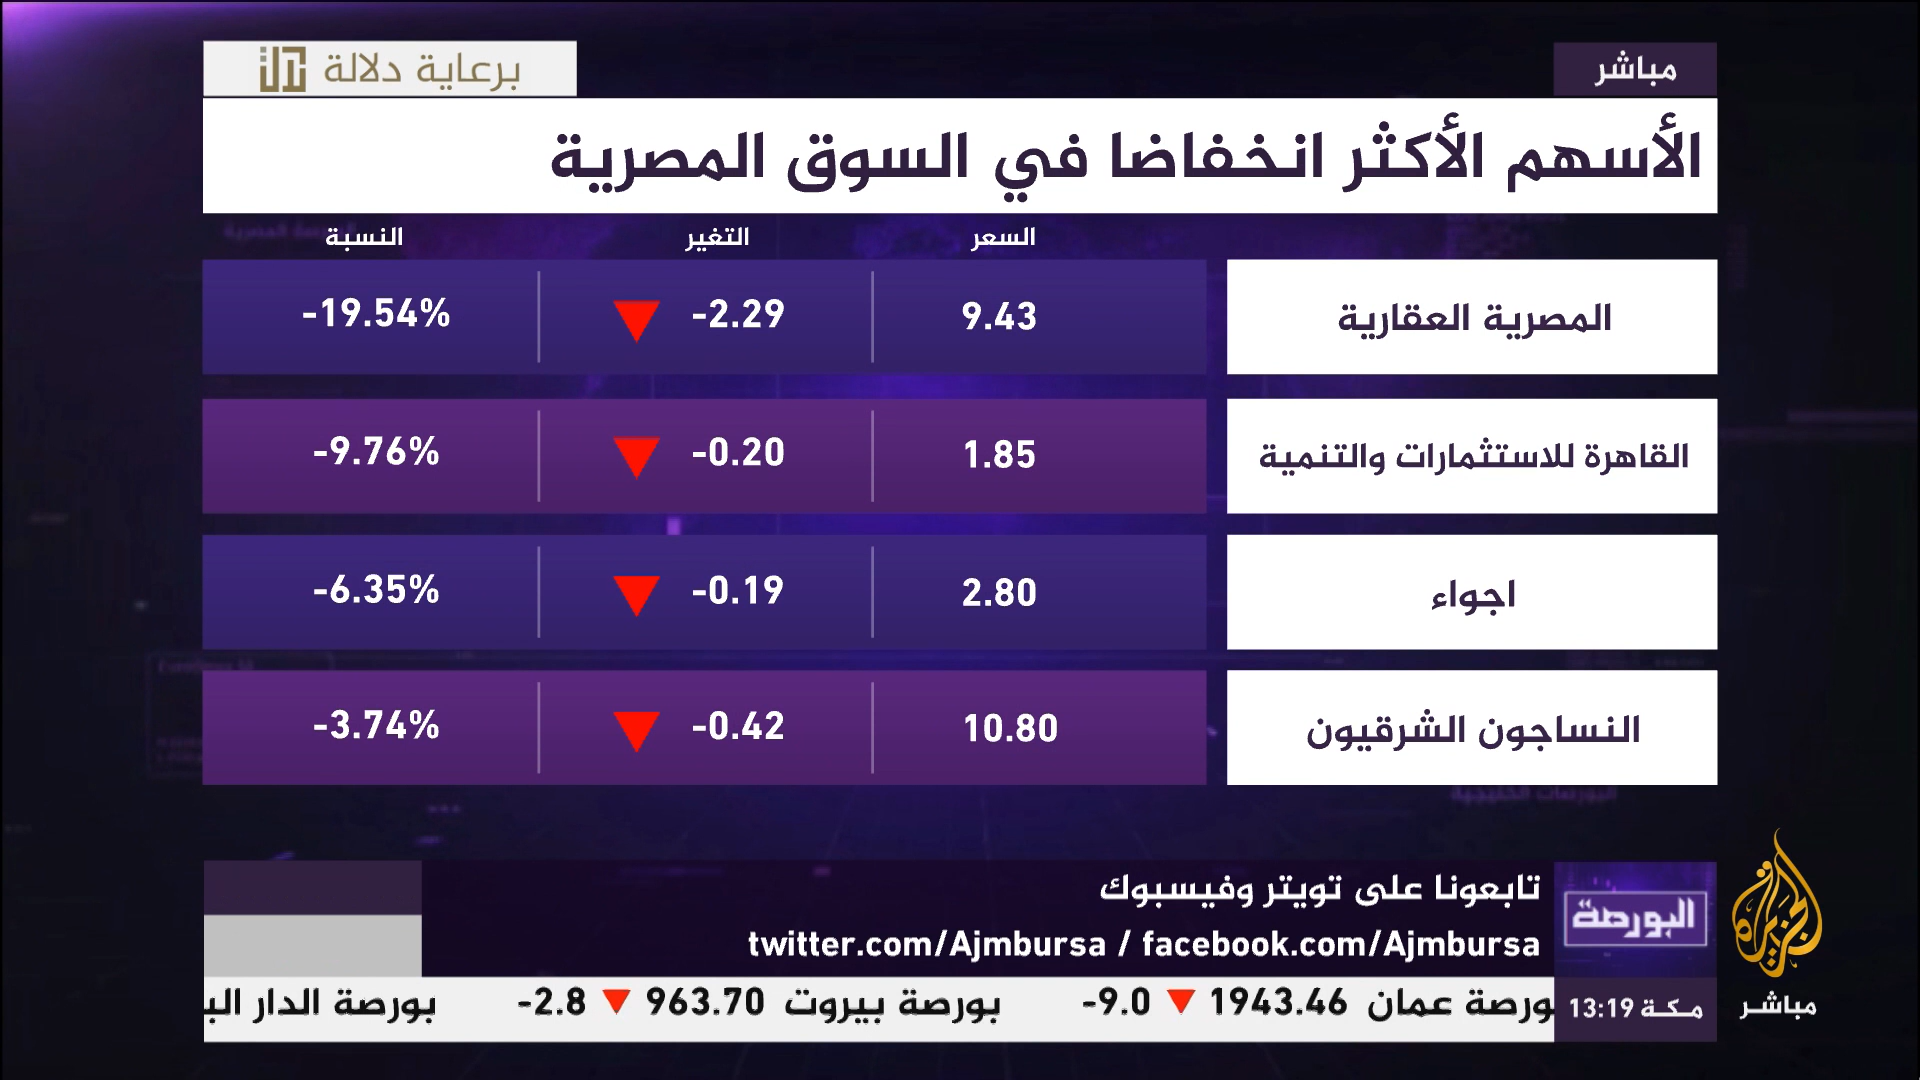 مباشر
برعاية دلالة
الأسهم الأكثر انخفاضا في السوق المصرية
السعر التغير النسبة
المصرية العقارية 9.43 -2.29 -19.54%
القاهرة للاستثمارات والتنمية 1.85 -0.20 -9.76%
اجواء 2.80 -0.19 -6.35%
النساجون الشرقيون 10.80 -0.42 -3.74%
البورصة
تابعونا على تويتر وفيسبوك
twitter.com/Ajmbursa / facebook.com/Ajmbursa
مكة 13:19
ورصة عمان 1943.46 -9.0 بورصة بيروت 963.70 -2.8 بورصة الدار الب
الجزيرة
مباشر